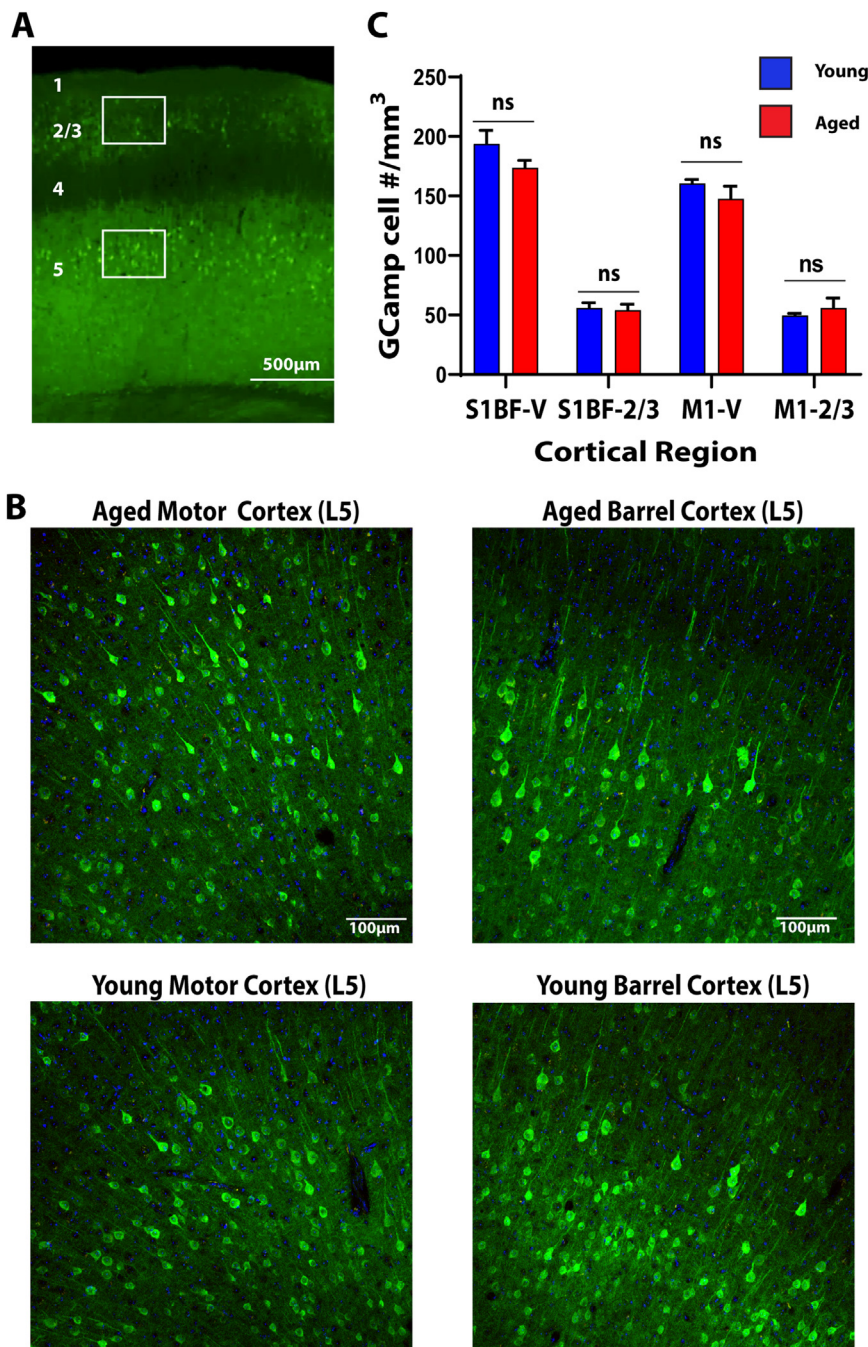 A
1
2/3
4
5
500µm
C
GCamp cell #/mm³
250
200
150
100
50
0
ns
ns
ns
ns
Young
Aged
S1BF-V
S1BF-2/3
M1-V
M1-2/3
Cortical Region
B
Aged Motor Cortex (L5)
Aged Barrel Cortex (L5)
100µm
100µm
Young Motor Cortex (L5)
Young Barrel Cortex (L5)